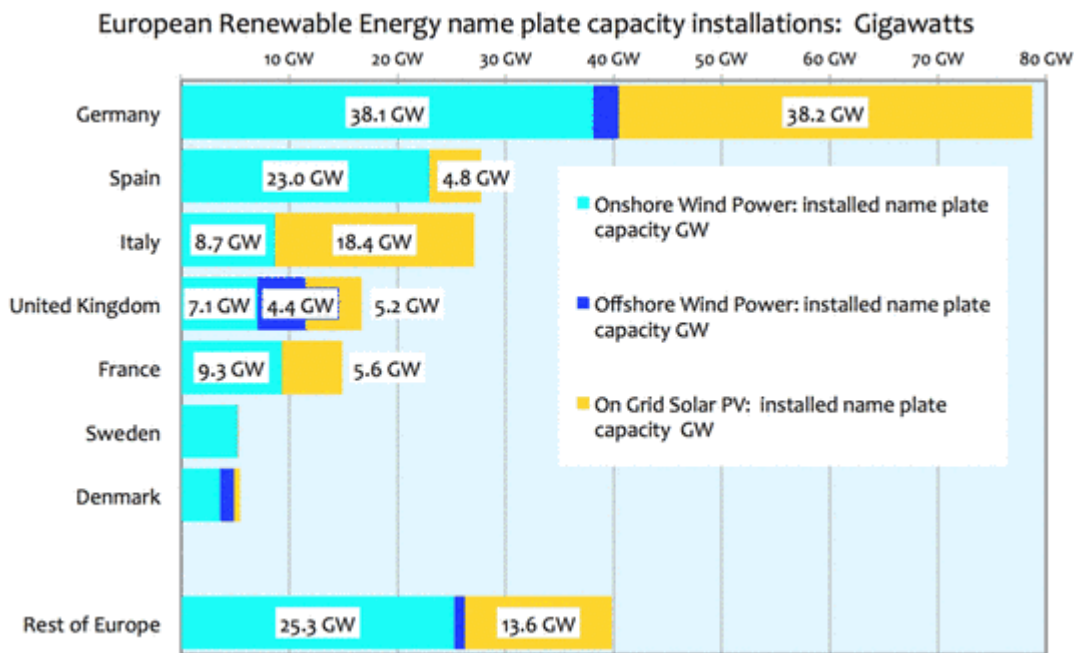 European Renewable Energy name plate capacity installations: Gigawatts
10 GW 20 GW 30 GW 40 GW 50 GW 60 GW 70 GW 80 GW
Germany 38.1 GW 38.2 GW
Spain 23.0 GW 4.8 GW
Onshore Wind Power: installed name plate
capacity GW
Italy 8.7 GW 18.4 GW
United Kingdom 7.1 GW 4.4 GW 5.2 GW
Offshore Wind Power: installed name plate
capacity GW
France 9.3 GW 5.6 GW
On Grid Solar PV: installed name plate
capacity GW
Sweden
Denmark
Rest of Europe 25.3 GW 13.6 GW